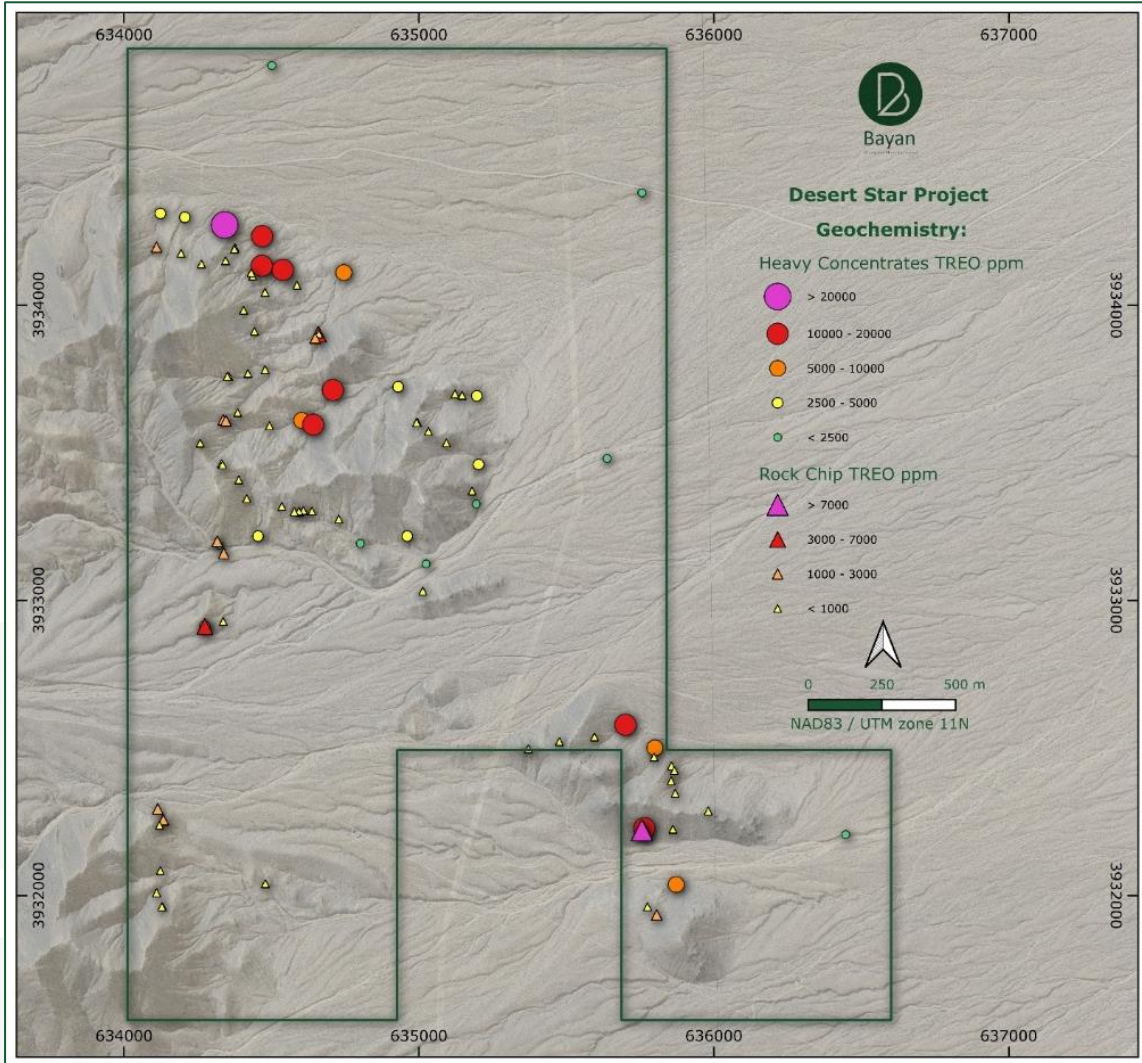 634000 635000 636000 637000
Bayan
Desert Star Project
Geochemistry:
Heavy Concentrates TREO ppm
> 20000
10000 - 20000
5000 - 10000
2500 - 5000
< 2500
Rock Chip TREO ppm
> 7000
3000 - 7000
1000 - 3000
< 1000
0 250 500 m
NAD83 / UTM zone 11N
3934000 3934000
3933000 3933000
3932000 3932000
634000 635000 636000 637000